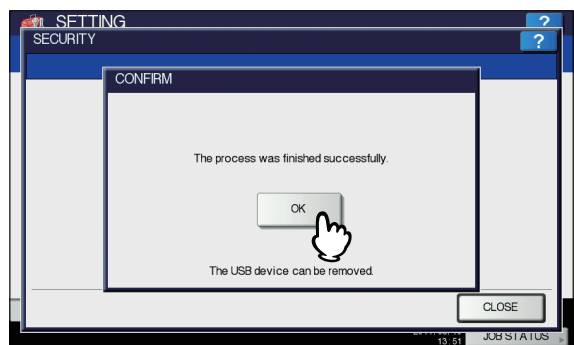 SETTING
?
SECURITY
?
CONFIRM
The process was finished successfully.
OK
The USB device can be removed.
CLOSE
13:51
JOB STATUS